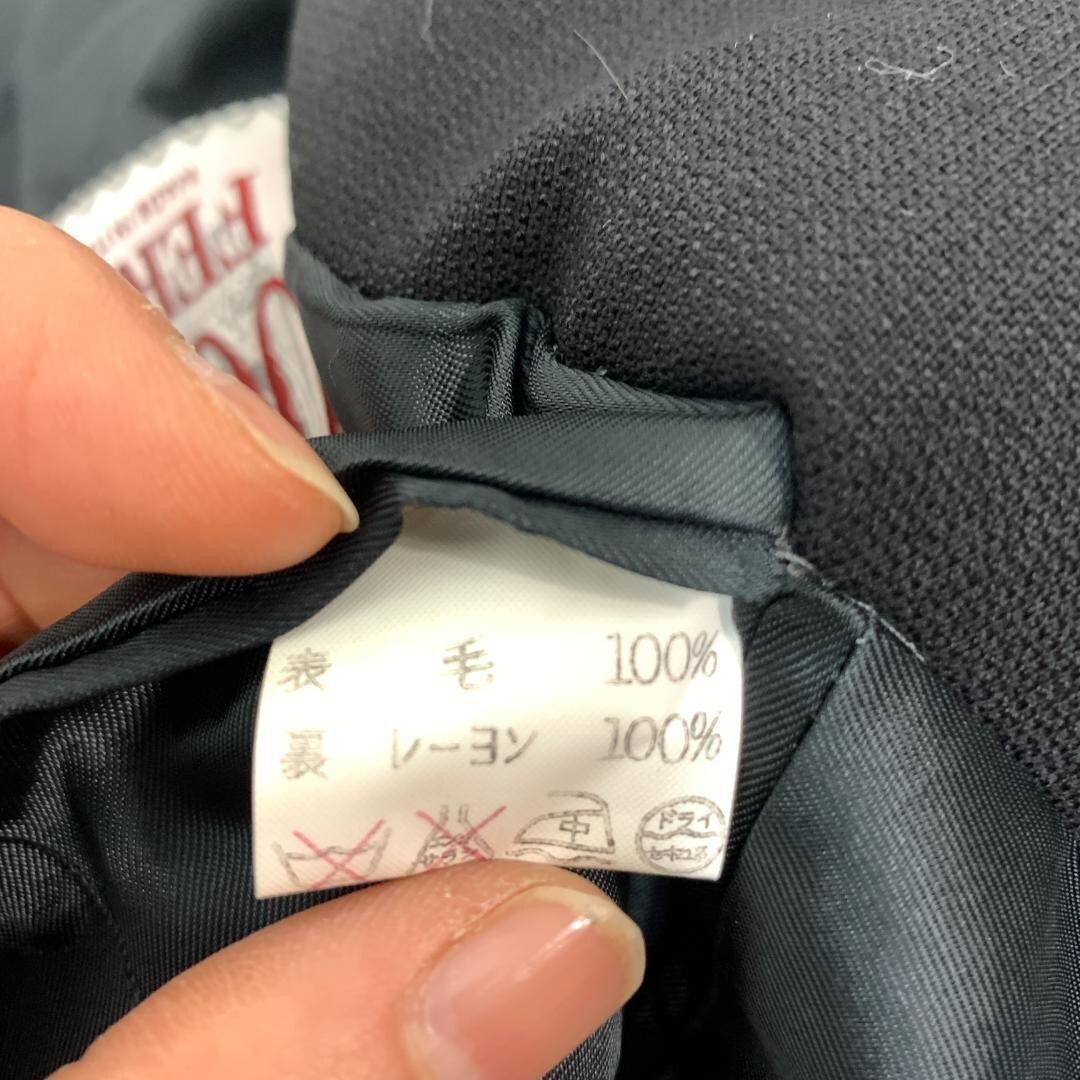 表 毛 100%
裏 レーヨン 100%
中 ドライ